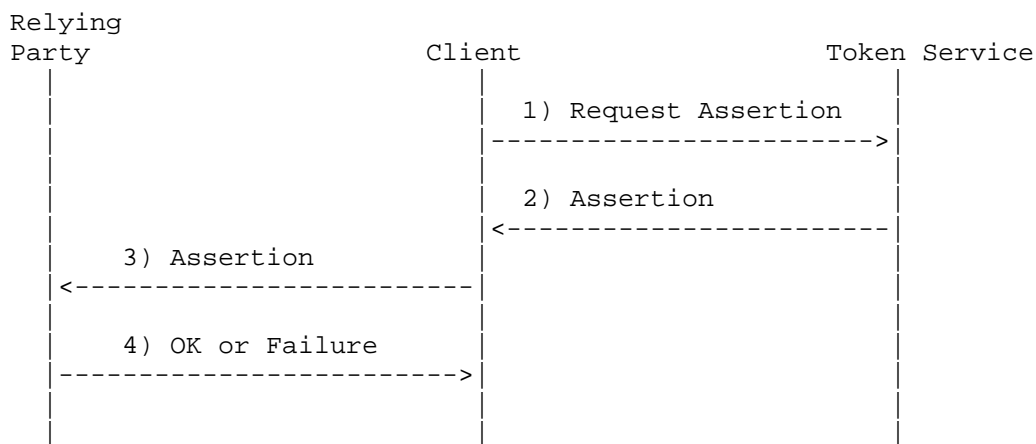 Relying
Party Client Token Service
1) Request Assertion
2) Assertion
3) Assertion
4) OK or Failure